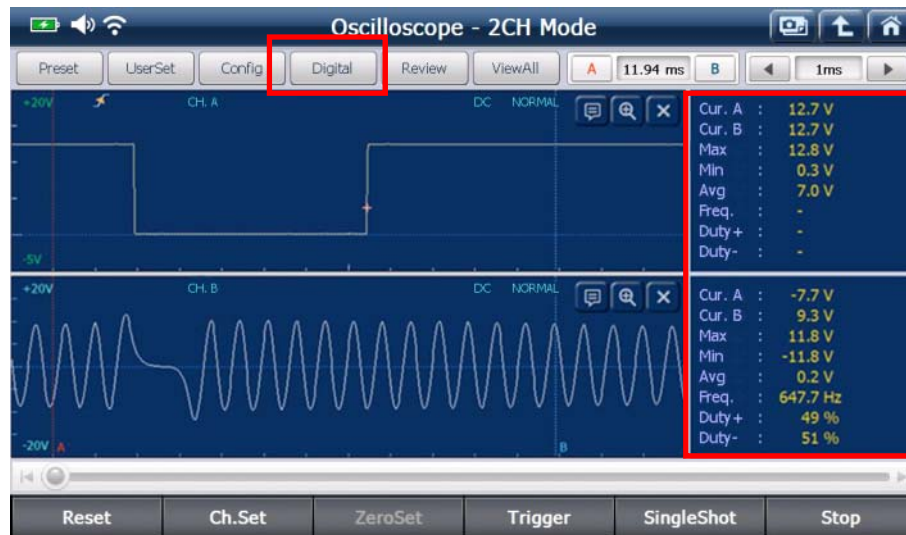 Oscilloscope - 2CH Mode
Preset UserSet Config Digital Review ViewAll A 11.94 ms B 1ms
+20V CH. A DC NORMAL
-5V
Cur. A : 12.7 V
Cur. B : 12.7 V
Max : 12.8 V
Min : 0.3 V
Avg : 7.0 V
Freq. : -
Duty+ : -
Duty- : -
+20V CH. B DC NORMAL
-20V A B
Cur. A : -7.7 V
Cur. B : 9.3 V
Max : 11.8 V
Min : -11.8 V
Avg : 0.2 V
Freq. : 647.7 Hz
Duty+ : 49 %
Duty- : 51 %
Reset Ch.Set ZeroSet Trigger SingleShot Stop